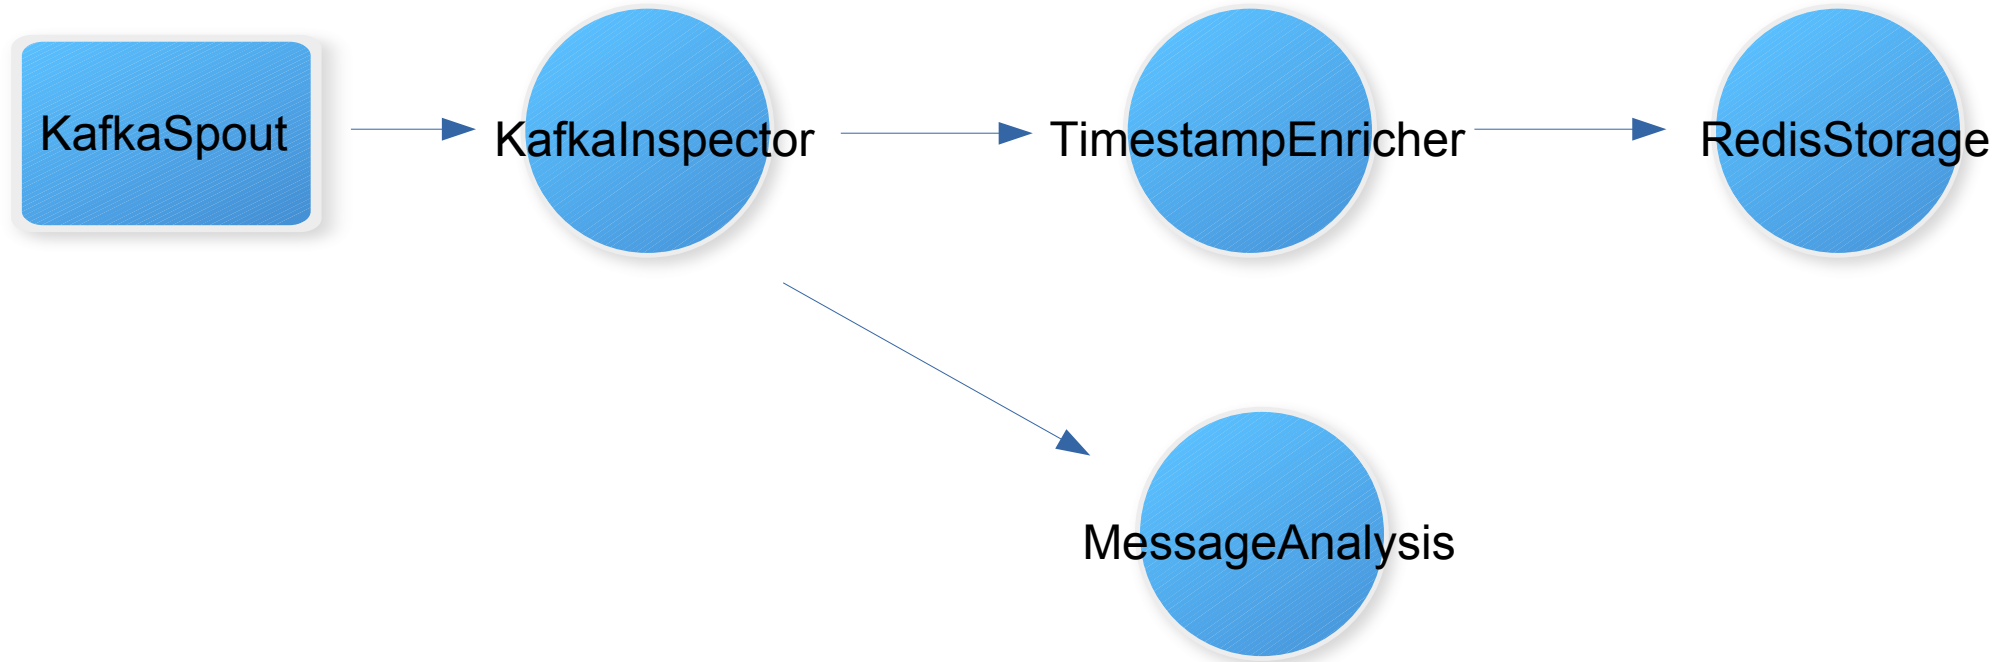 KafkaSpout
KafkaInspector
TimestampEnricher
RedisStorage
MessageAnalysis